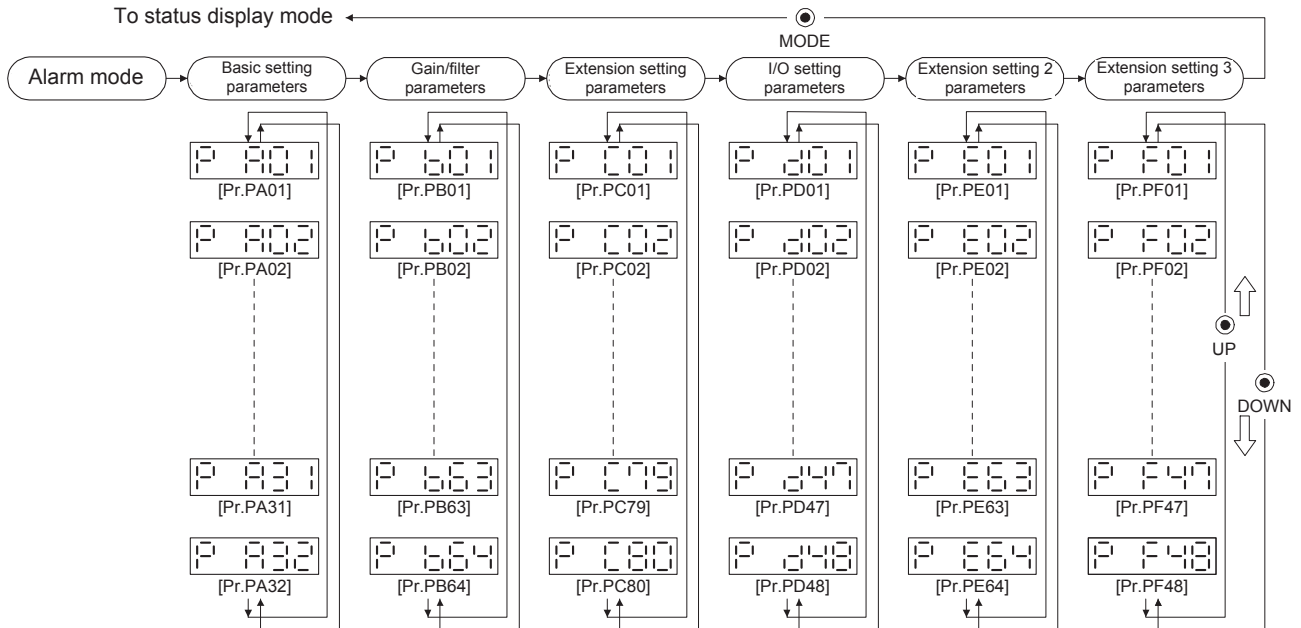 To status display mode
MODE
Alarm mode
Basic setting
parameters
Gain/filter
parameters
Extension setting
parameters
I/O setting
parameters
Extension setting 2
parameters
Extension setting 3
parameters
P A01 P b01 P C01 P d01 P E01 P F01
[Pr.PA01] [Pr.PB01] [Pr.PC01] [Pr.PD01] [Pr.PE01] [Pr.PF01]
P A02 P b02 P C02 P d02 P E02 P F02
[Pr.PA02] [Pr.PB02] [Pr.PC02] [Pr.PD02] [Pr.PE02] [Pr.PF02]
UP
DOWN
P A31 P b63 P C79 P d47 P E63 P F47
[Pr.PA31] [Pr.PB63] [Pr.PC79] [Pr.PD47] [Pr.PE63] [Pr.PF47]
P A32 P b64 P C80 P d48 P E64 P F48
[Pr.PA32] [Pr.PB64] [Pr.PC80] [Pr.PD48] [Pr.PE64] [Pr.PF48]